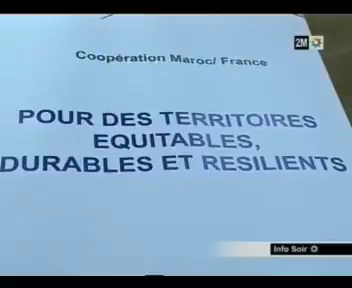 2M
Coopération Maroc/ France
POUR DES TERRITOIRES
EQUITABLES,
DURABLES ET RESILIENTS
Info Soir